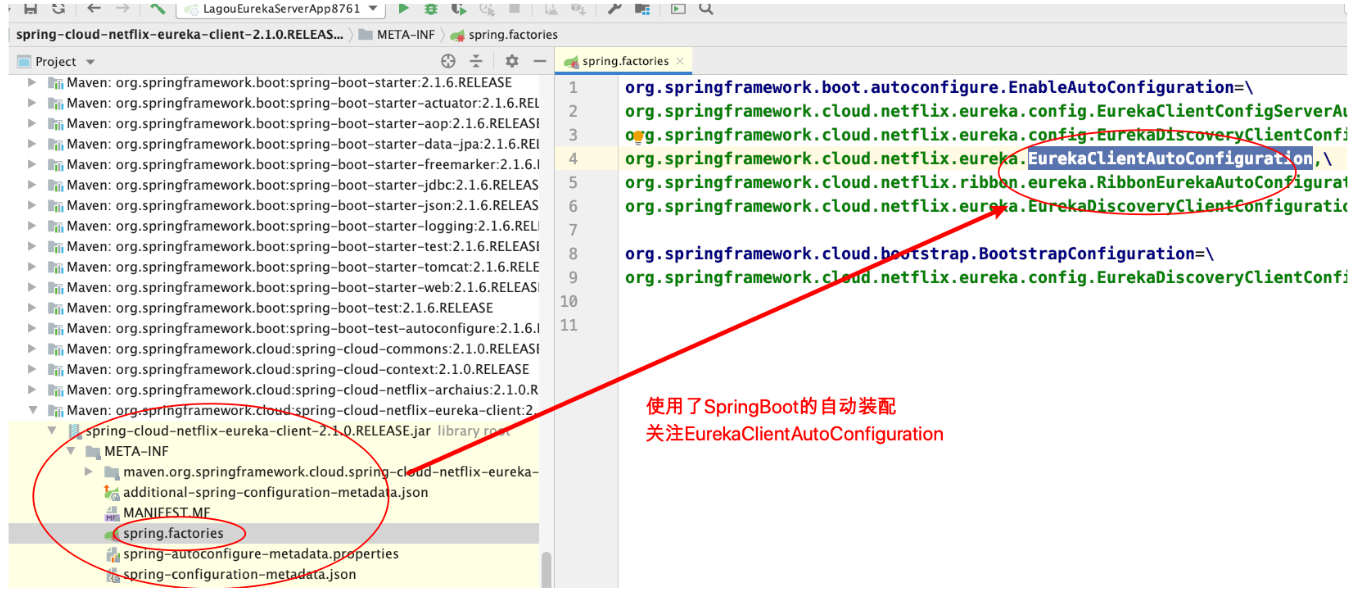 LagouEurekaServerApp8761
spring-cloud-netflix-eureka-client-2.1.0.RELEAS... META-INF spring.factories
Project
spring.factories
Maven: org.springframework.boot:spring-boot-starter:2.1.6.RELEASE
Maven: org.springframework.boot:spring-boot-starter-actuator:2.1.6.REL
Maven: org.springframework.boot:spring-boot-starter-aop:2.1.6.RELEASE
Maven: org.springframework.boot:spring-boot-starter-data-jpa:2.1.6.REL
Maven: org.springframework.boot:spring-boot-starter-freemarker:2.1.6.
Maven: org.springframework.boot:spring-boot-starter-jdbc:2.1.6.RELEAS
Maven: org.springframework.boot:spring-boot-starter-json:2.1.6.RELEAS
Maven: org.springframework.boot:spring-boot-starter-logging:2.1.6.REL
Maven: org.springframework.boot:spring-boot-starter-test:2.1.6.RELEASE
Maven: org.springframework.boot:spring-boot-starter-tomcat:2.1.6.RELE
Maven: org.springframework.boot:spring-boot-starter-web:2.1.6.RELEAS
Maven: org.springframework.boot:spring-boot-test:2.1.6.RELEASE
Maven: org.springframework.boot:spring-boot-test-autoconfigure:2.1.6.
Maven: org.springframework.cloud:spring-cloud-commons:2.1.0.RELEASE
Maven: org.springframework.cloud:spring-cloud-context:2.1.0.RELEASE
Maven: org.springframework.cloud:spring-cloud-netflix-archaius:2.1.0.R
Maven: org.springframework.cloud:spring-cloud-netflix-eureka-client:2.
spring-cloud-netflix-eureka-client-2.1.0.RELEASE.jar library root
META-INF
maven.org.springframework.cloud.spring-cloud-netflix-eureka-
additional-spring-configuration-metadata.json
MANIFEST.MF
spring.factories
spring-autoconfigure-metadata.properties
spring-configuration-metadata.json
1 org.springframework.boot.autoconfigure.EnableAutoConfiguration=\
2 org.springframework.cloud.netflix.eureka.config.EurekaClientConfigServerAu
3 org.springframework.cloud.netflix.eureka.config.EurekaDiscoveryClientConfi
4 org.springframework.cloud.netflix.eureka.EurekaClientAutoConfiguration,\
5 org.springframework.cloud.netflix.ribbon.eureka.RibbonEurekaAutoConfigurat
6 org.springframework.cloud.netflix.eureka.EurekaDiscoveryClientConfiguratio
7
8 org.springframework.cloud.bootstrap.BootstrapConfiguration=\
9 org.springframework.cloud.netflix.eureka.config.EurekaDiscoveryClientConfi
10
11
使用了SpringBoot的自动装配
关注EurekaClientAutoConfiguration